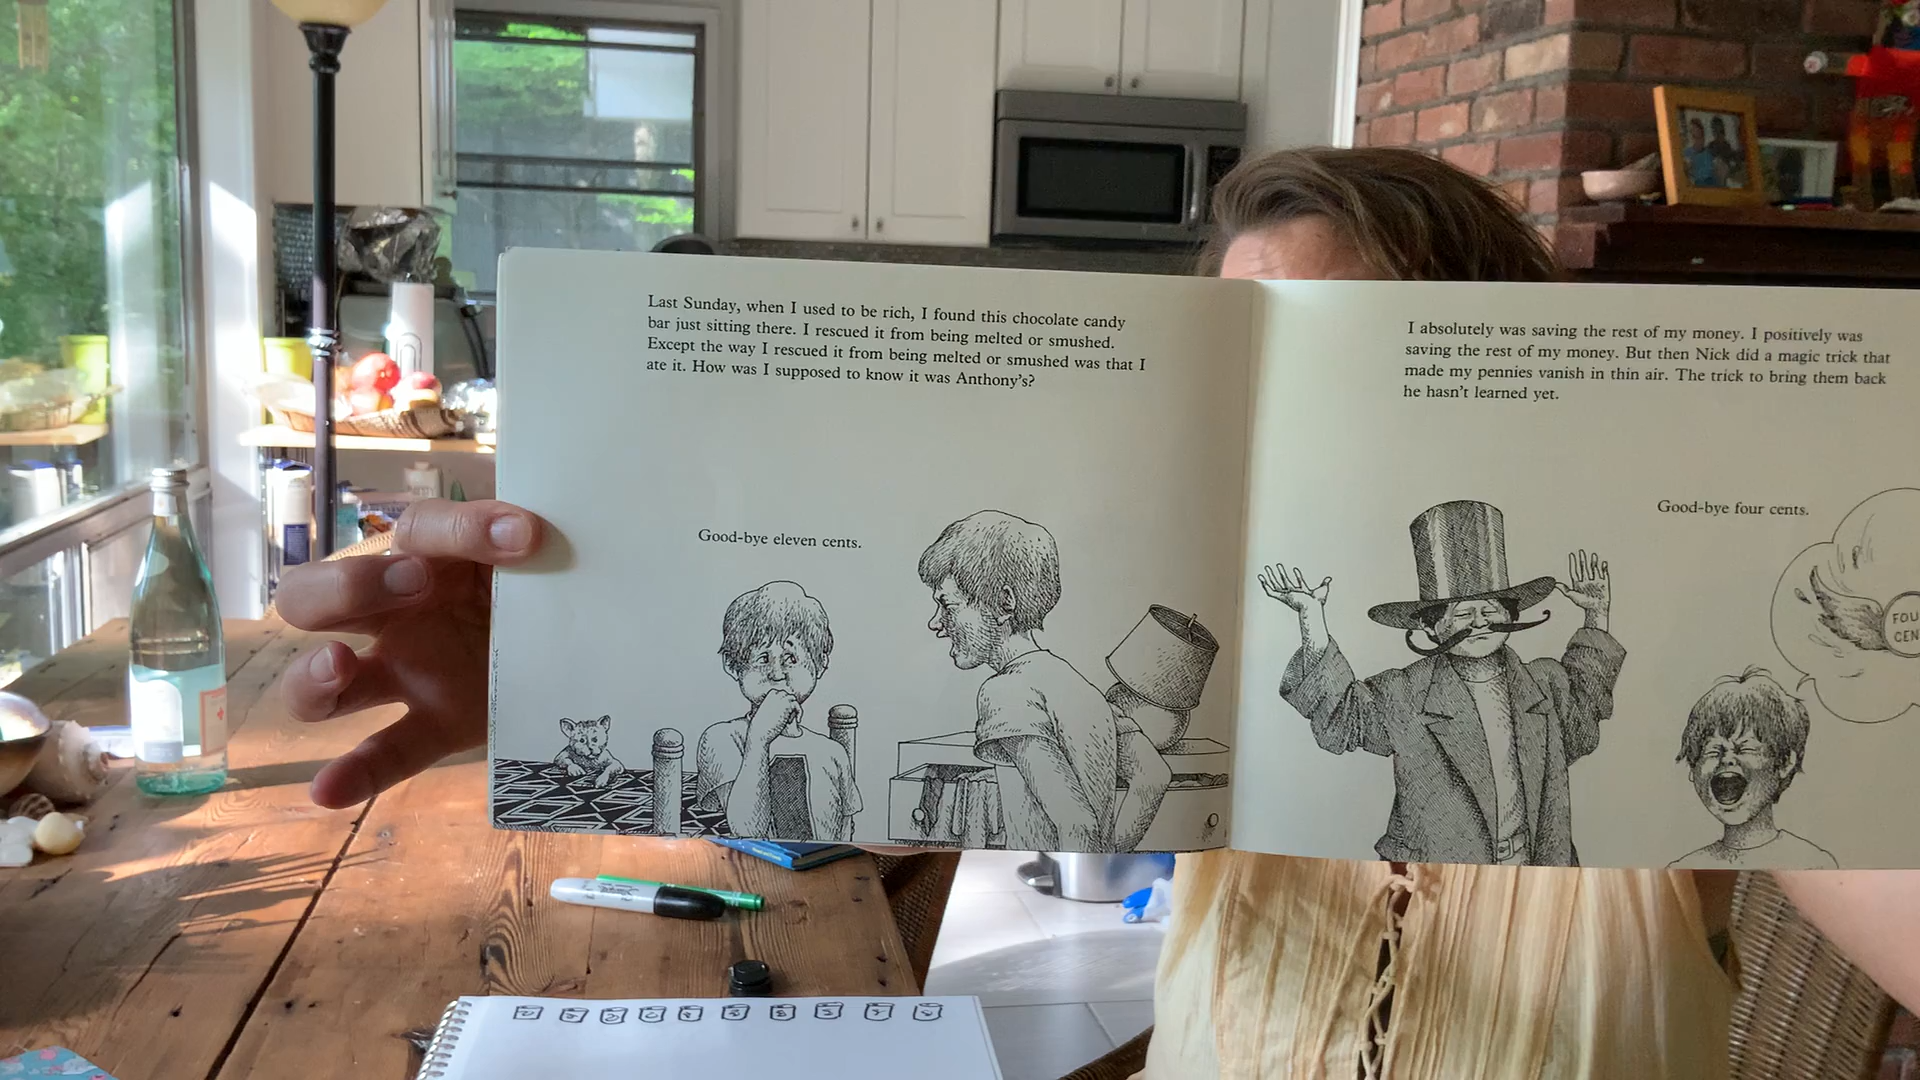 Last Sunday, when I used to be rich, I found this chocolate candy
bar just sitting there. I rescued it from being melted or smushed.
Except the way I rescued it from being melted or smushed was that I
ate it. How was I supposed to know it was Anthony's?
Good-bye eleven cents.
I absolutely was saving the rest of my money. I positively was
saving the rest of my money. But then Nick did a magic trick that
made my pennies vanish in thin air. The trick to bring them back
he hasn't learned yet.
Good-bye four cents.